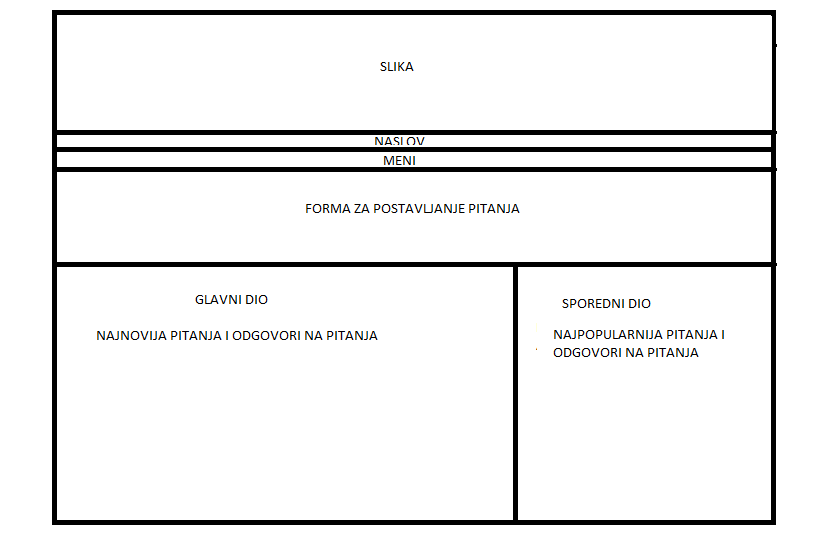 SLIKA
NASLOV
MENI
FORMA ZA POSTAVLJANJE PITANJA
GLAVNI DIO
NAJNOVIJA PITANJA I ODGOVORI NA PITANJA
SPOREDNI DIO
NAJPOPULARNIJA PITANJA I
ODGOVORI NA PITANJA